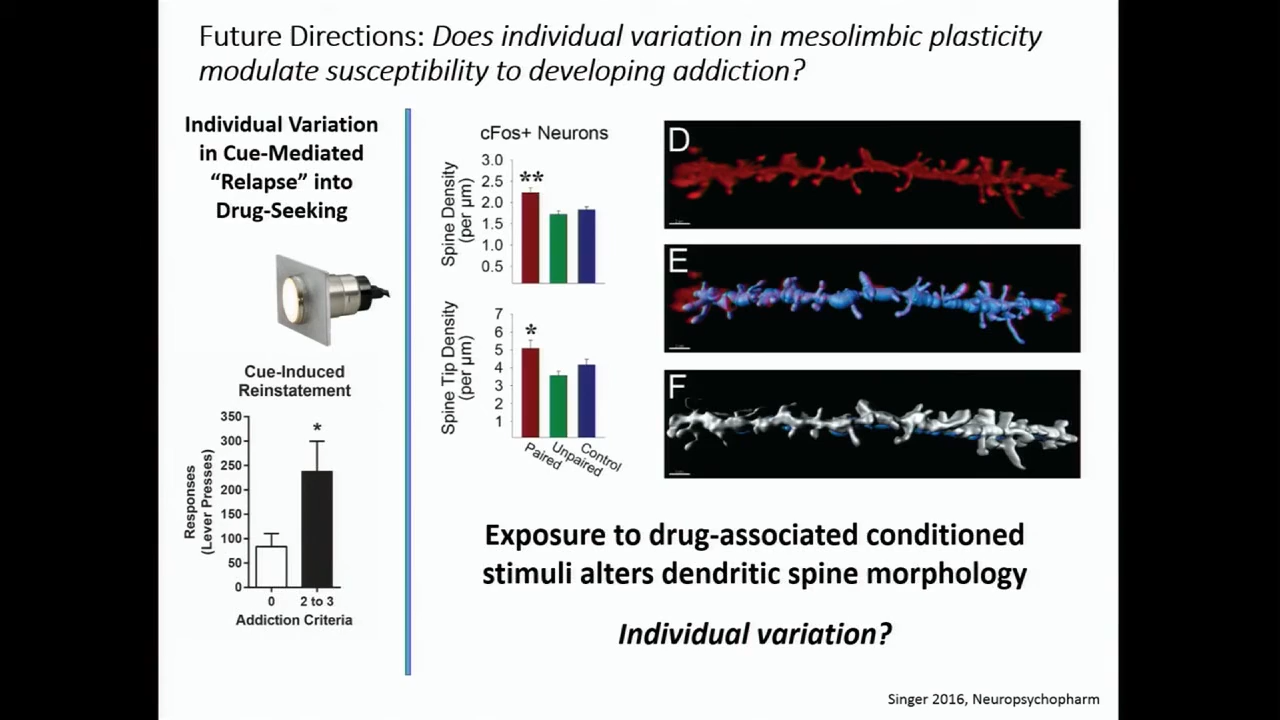 Future Directions: Does individual variation in mesolimbic plasticity
modulate susceptibility to developing addiction?
Individual Variation
in Cue-Mediated
“Relapse” into
Drug-Seeking
Cue-Induced
Reinstatement
350
300
250
200
150
100
50
0
Responses
(Lever Presses)
*
0
2 to 3
Addiction Criteria
cFos+ Neurons
Spine Density
(per µm)
3.0
2.5
2.0
1.5
1.0
0.5
**
Spine Tip Density
(per µm)
7
6
5
4
3
2
1
*
Paired
Unpaired
Control
D
E
F
Exposure to drug-associated conditioned
stimuli alters dendritic spine morphology
Individual variation?
Singer 2016, Neuropsychopharm